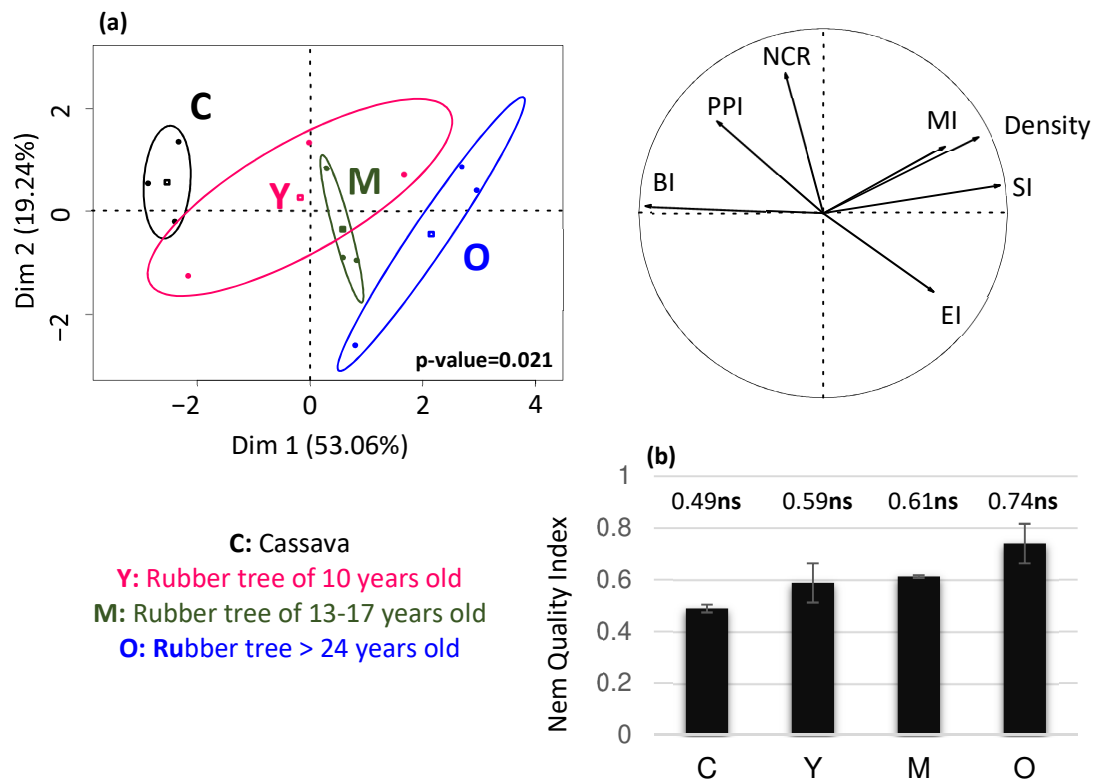 (a)
C
Y
M
O
p-value=0.021
2
0
−2
Dim 2 (19.24%)
−2
0
2
4
Dim 1 (53.06%)
NCR
PPI
MI
Density
BI
SI
EI
C: Cassava
Y: Rubber tree of 10 years old
M: Rubber tree of 13-17 years old
O: Rubber tree > 24 years old
(b)
Nem Quality Index
1
0.8
0.6
0.4
0.2
0
0.49ns 0.59ns 0.61ns 0.74ns
C Y M O